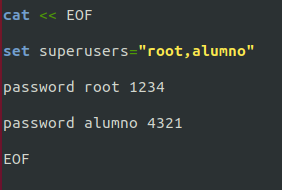 cat << EOF
set superusers="root,alumno"
password root 1234
password alumno 4321
EOF